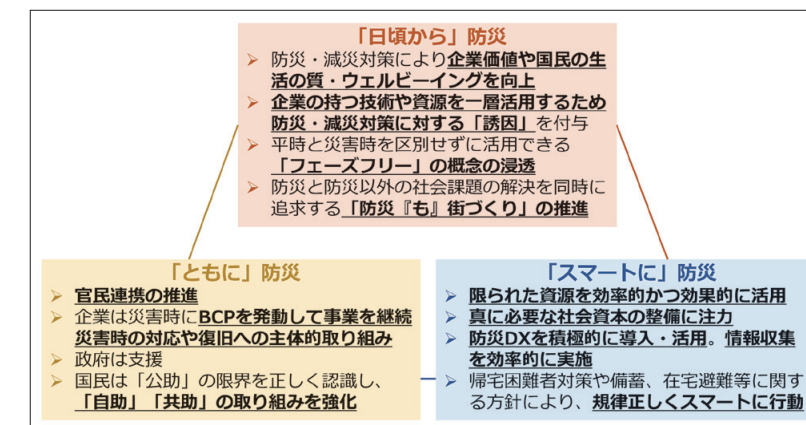 「日頃から」防災
➢ 防災・減災対策により企業価値や国民の生
活の質・ウェルビーイングを向上
➢ 企業の持つ技術や資源を一層活用するため
防災・減災対策に対する「誘因」を付与
➢ 平時と災害時を区別せずに活用できる
「フェーズフリー」の概念の浸透
➢ 防災と防災以外の社会課題の解決を同時に
追求する「防災『も』街づくり」の推進
「ともに」防災
➢ 官民連携の推進
➢ 企業は災害時にBCPを発動して事業を継続
災害時の対応や復旧への主体的取り組み
➢ 政府は支援
➢ 国民は「公助」の限界を正しく認識し、
「自助」「共助」の取り組みを強化
「スマートに」防災
➢ 限られた資源を効率的かつ効果的に活用
➢ 真に必要な社会資本の整備に注力
➢ 防災DXを積極的に導入・活用。情報収集
を効率的に実施
➢ 帰宅困難者対策や備蓄、在宅避難等に関す
る方針により、規律正しくスマートに行動